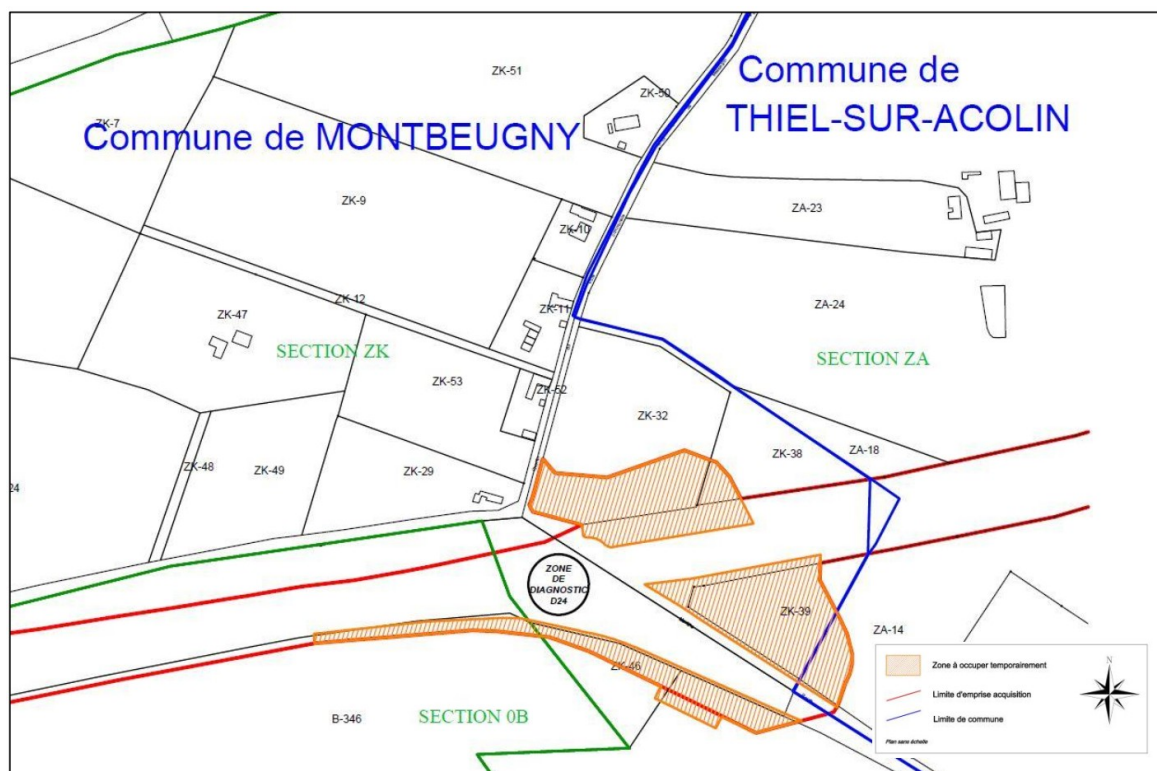 ZK-51
Commune de
THIEL-SUR-ACOLIN
ZK-50
ZK-7
Commune de MONTBEUGNY
ZK-9
ZA-23
ZK-10
ZK-12
ZK-11
ZA-24
ZK-47
SECTION ZK
SECTION ZA
ZK-53
ZK-52
ZK-32
ZK-38
ZA-18
ZK-48
ZK-49
ZK-29
24
ZONE
DE
DIAGNOSTIC
D24
ZK-39
ZA-14
ZK-46
B-346
SECTION 0B
N
Zone à occuper temporairement
Limite d'emprise acquisition
Limite de commune
Plan sans échelle